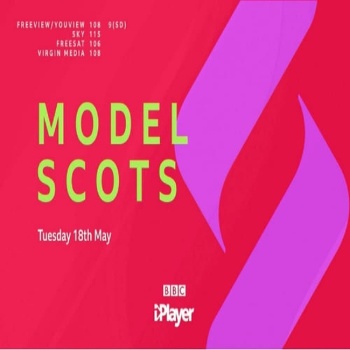 FREEVIEW/YOUVIEW 108 9(SD)
SKY 115
FREESAT 106
VIRGIN MEDIA 108
MODEL
SCOTS
Tuesday 18th May
BBC
iPlayer